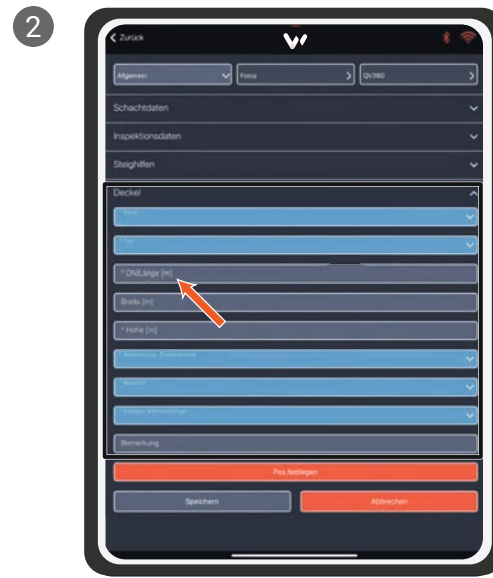 2
Zurück
Allgemein
Fotos
QV360
Schachtdaten
Inspektionsdaten
Steighilfen
Deckel
* DN/Länge [m]
Breite [m]
* Höhe [m]
Bemerkung
Pos festlegen
Speichern
Abbrechen